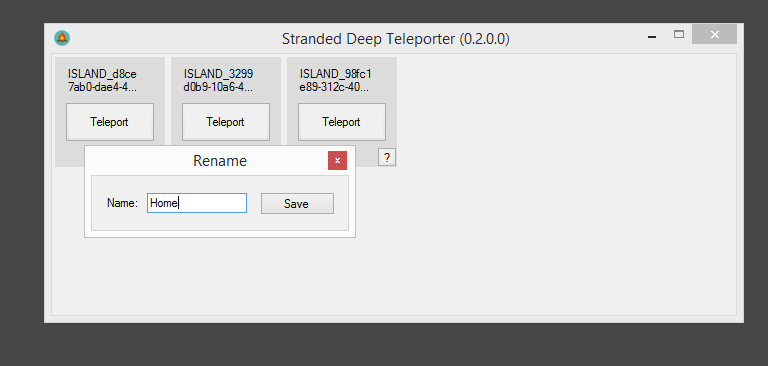 Stranded Deep Teleporter (0.2.0.0)
ISLAND_d8ce
7ab0-dae4-4...
Teleport
ISLAND_3299
d0b9-10a6-4...
Teleport
ISLAND_98fc1
e89-312c-40...
Teleport
?
Rename
x
Name:
Home
Save